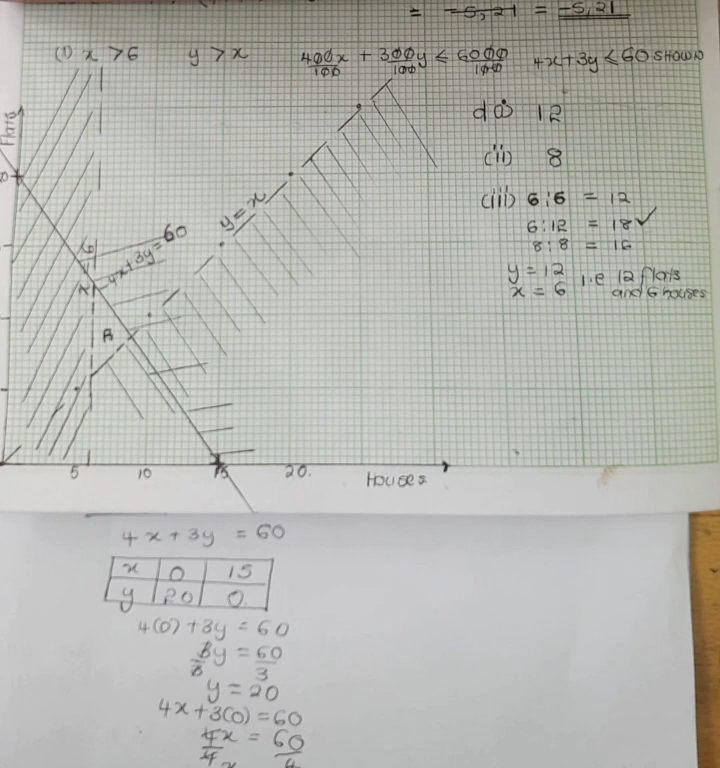 = -5,21 = -5,21
(i) x > 6 y > x 400x/100 + 300y/100 ≤ 6000/100 4x + 3y ≤ 60 SHOWN
Flats
d (i) 12
(ii) 8
(iii) 6:6 = 12
6:12 = 18 ✓
8:8 = 16
y = 12 i.e 12 flats
x = 6 and 6 houses
4x + 3y = 60
y = x
A
B
5 10 15 20. Houses
4x + 3y = 60
x 0 15
y 20 0
4(0) + 3y = 60
3y/3 = 60/3
y = 20
4x + 3(0) = 60
4x/4 = 60/4